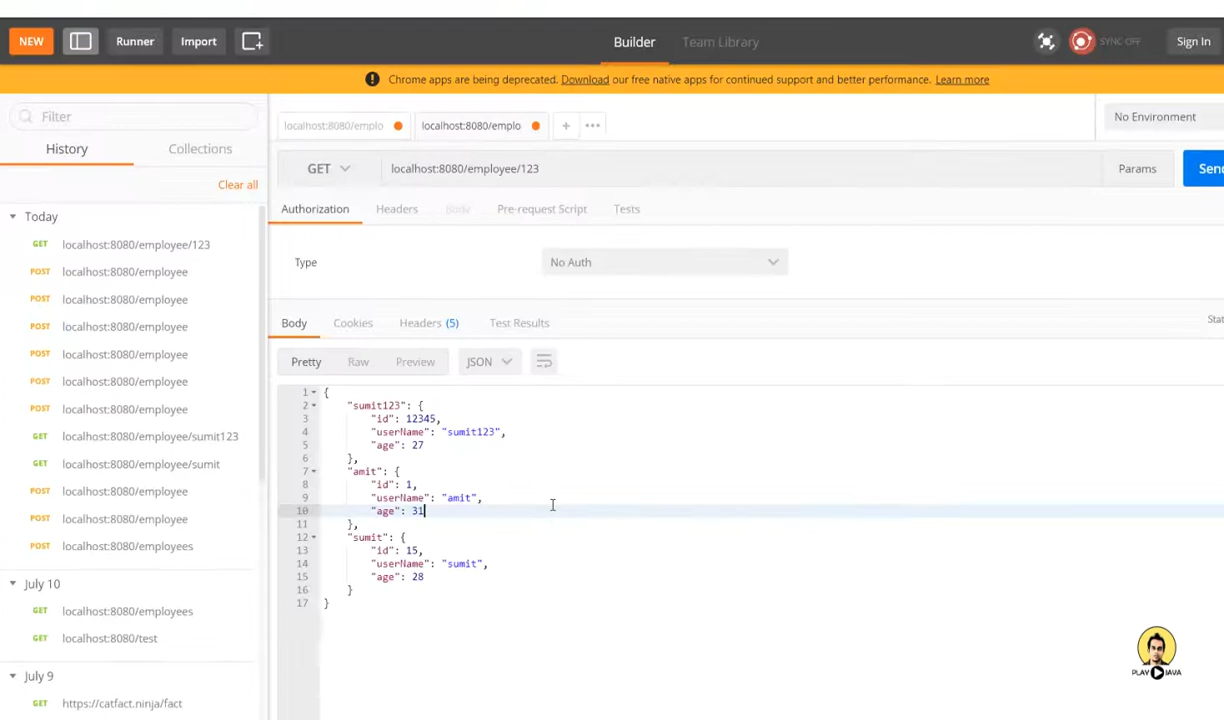 NEW Runner Import Builder Team Library SYNC OFF Sign In
Chrome apps are being deprecated. Download our free native apps for continued support and better performance. Learn more
Filter
localhost:8080/emplo localhost:8080/emplo + ••• No Environment
History Collections
GET localhost:8080/employee/123 Params Send
Clear all
Authorization Headers Body Pre-request Script Tests
Today
GET localhost:8080/employee/123
Type No Auth
POST localhost:8080/employee
POST localhost:8080/employee
POST localhost:8080/employee
POST localhost:8080/employee
POST localhost:8080/employee
POST localhost:8080/employee
GET localhost:8080/employee/sumit123
GET localhost:8080/employee/sumit
POST localhost:8080/employee
POST localhost:8080/employee
POST localhost:8080/employees
July 10
GET localhost:8080/employees
GET localhost:8080/test
July 9
GET https://catfact.ninja/fact
Body Cookies Headers (5) Test Results Stat
Pretty Raw Preview JSON
1 {
2 "sumit123": {
3 "id": 12345,
4 "userName": "sumit123",
5 "age": 27
6 },
7 "amit": {
8 "id": 1,
9 "userName": "amit",
10 "age": 31
11 },
12 "sumit": {
13 "id": 15,
14 "userName": "sumit",
15 "age": 28
16 }
17 }
PLAY JAVA